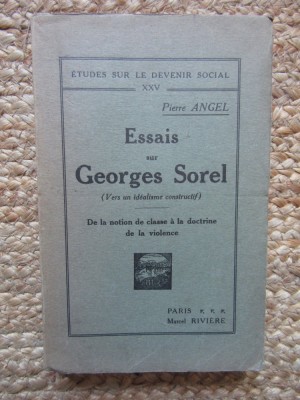 ÉTUDES SUR LE DEVENIR SOCIAL
XXV
Pierre ANGEL
Essais
sur
Georges Sorel
(Vers un idéalisme constructif)
De la notion de classe à la doctrine
de la violence
PARIS
Marcel RIVIERE